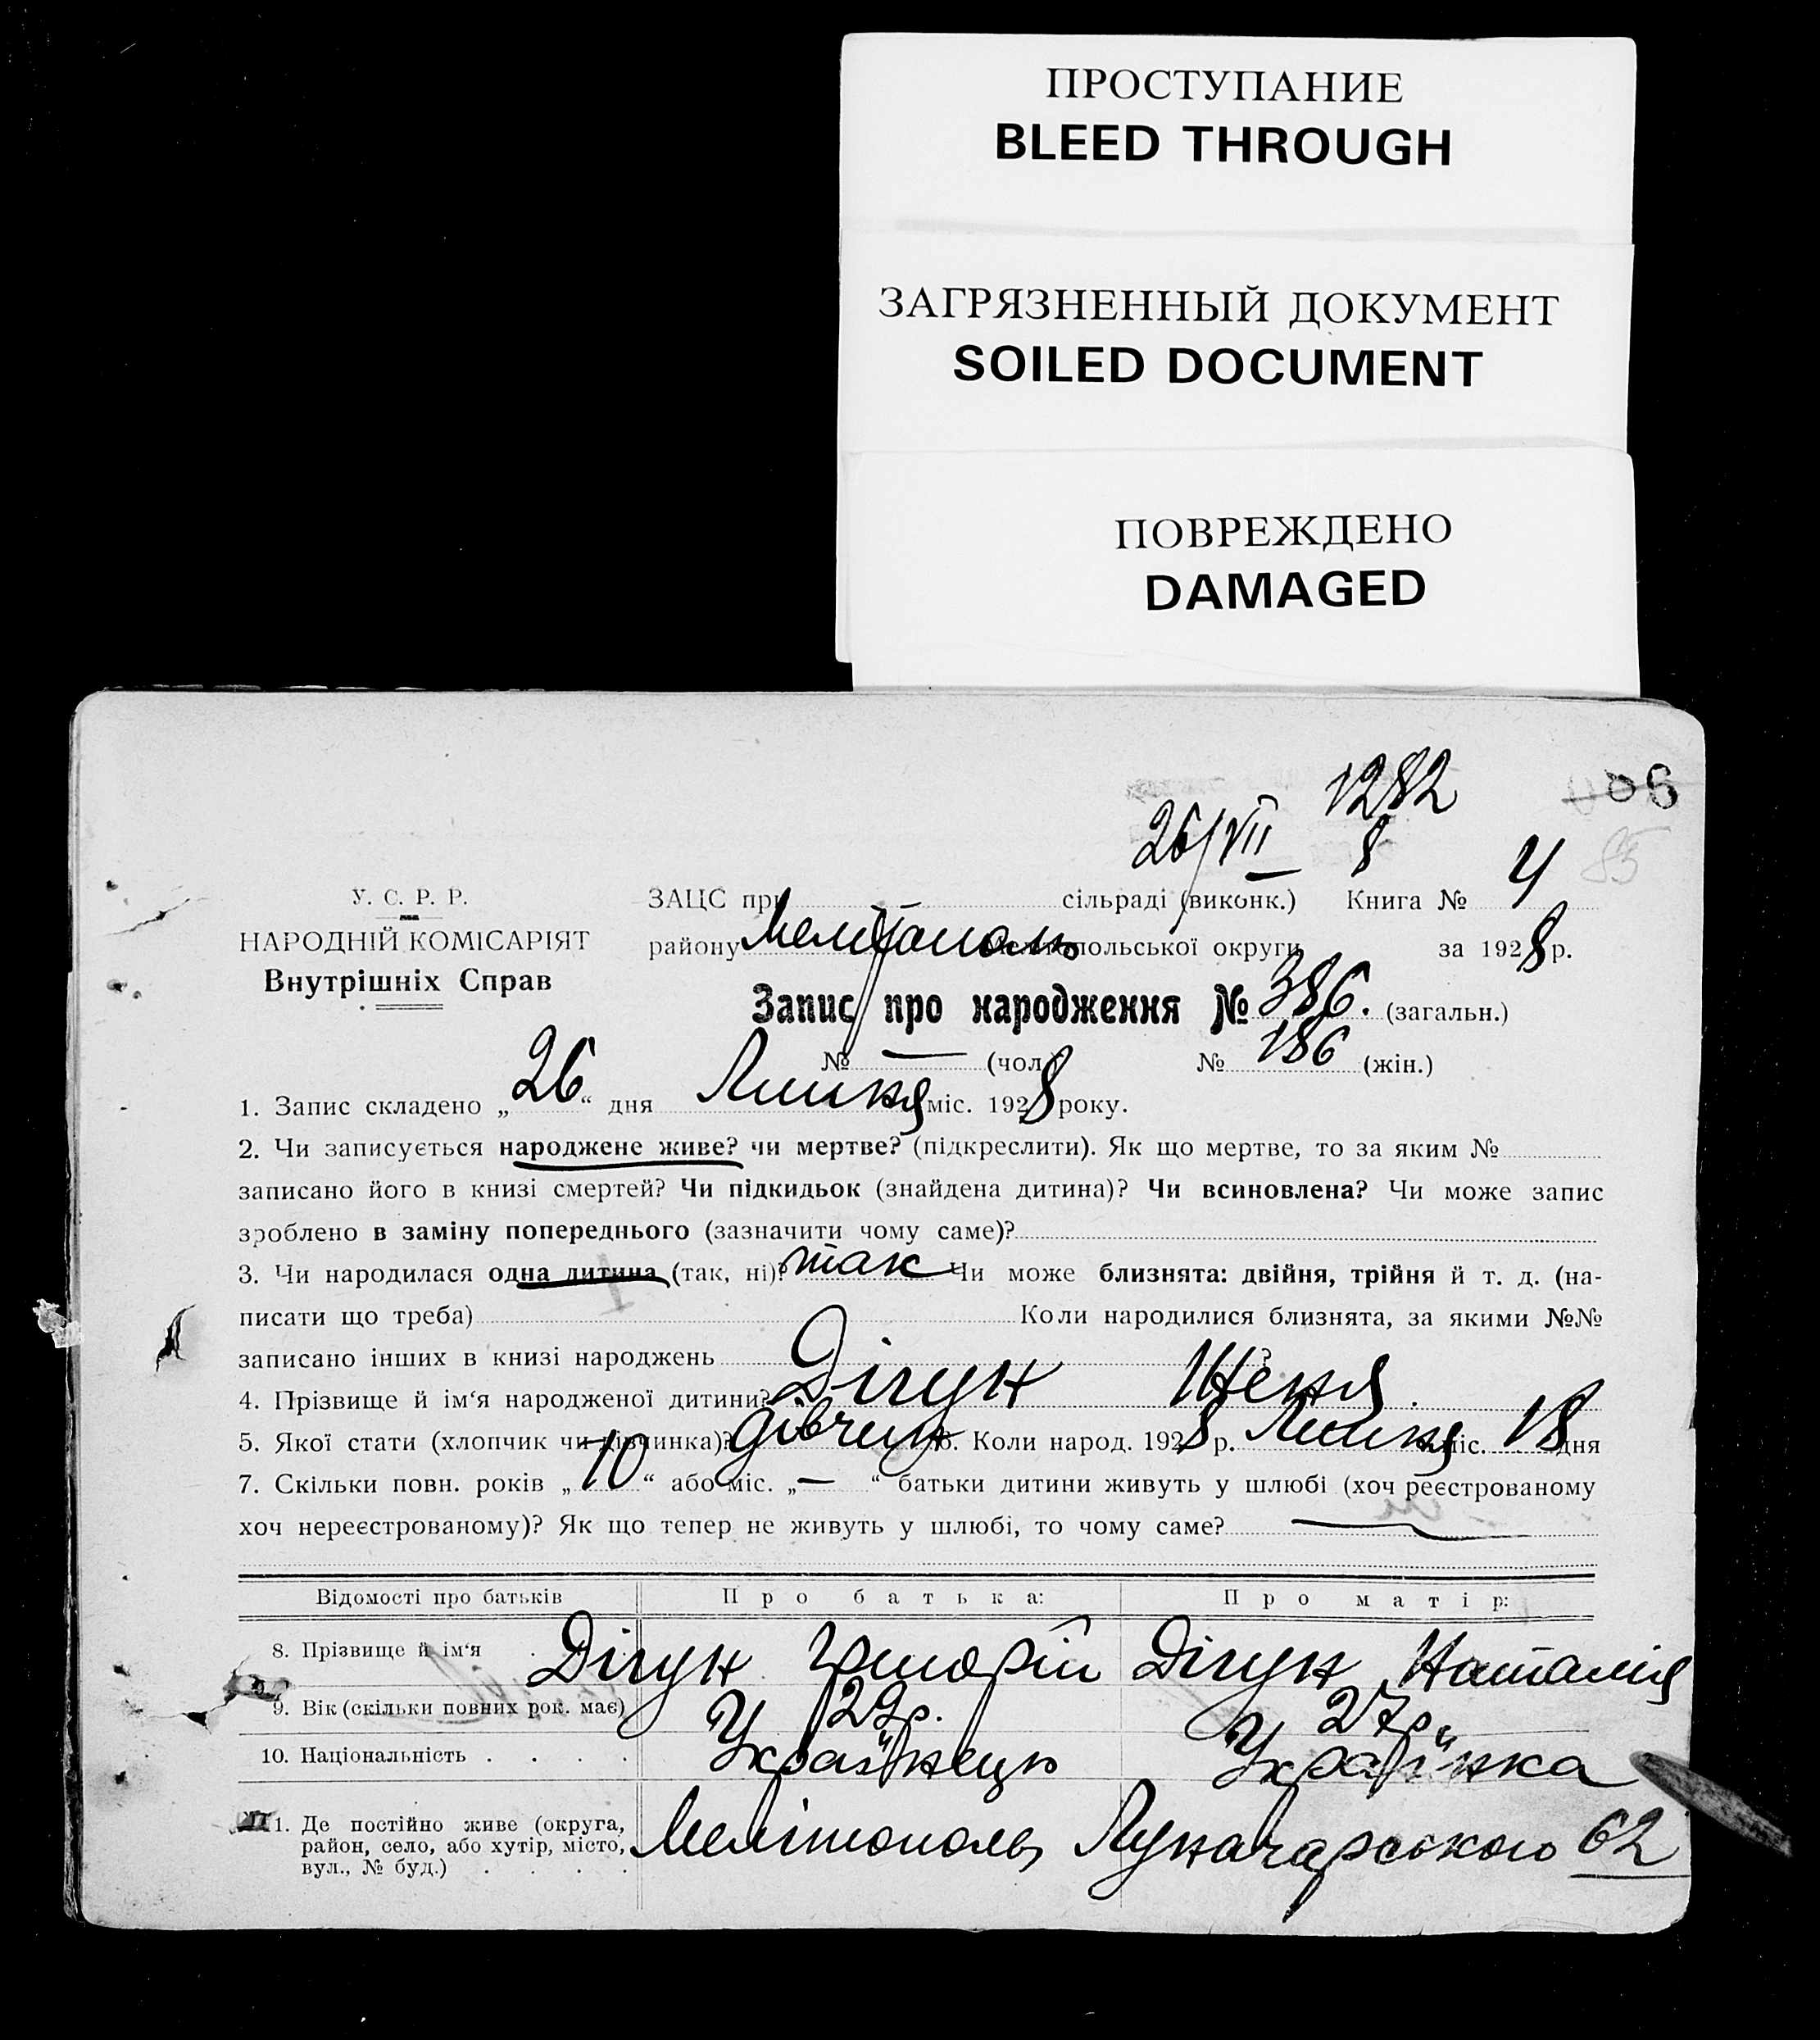 ПРОСТУПАНИЕ
BLEED THROUGH
ЗАГРЯЗНЕННЫЙ ДОКУМЕНТ
SOILED DOCUMENT
ПОВРЕЖДЕНО
DAMAGED
1282
06
26/VII 8
85
У. С. Р. Р.
НАРОДНІЙ КОМІСАРІЯТ
Внутрішніх Справ
ЗАЦС при сільраді (виконк.) Книга № 4
району Мелітополь Мелітопольської округи за 1928 р.
Запис про народження № 386. (загальн.)
№ — (чол.) № 186 (жін.)
1. Запис складено „26“ дня Липня міс. 1928 року.
2. Чи записується народжене живе? чи мертве? (підкреслити). Як що мертве, то за яким №
записано його в книзі смертей? Чи підкидьок (знайдена дитина)? Чи всиновлена? Чи може запис
зроблено в заміну попереднього (зазначити чому саме)?
3. Чи народилася одна дитина (так, ні)? так Чи може близнята: двійня, трійня й т. д. (на-
писати що треба) Коли народилися близнята, за якими №№
записано інших в книзі народжень ?
4. Прізвище й ім‘я народженої дитини? Дігун Женя.
5. Якої стати (хлопчик чи дівчинка)? дівчин 6. Коли народ. 1928 р. Липня міс. 18 дня
7. Скільки повн. років „10“ або міс. „—“ батьки дитини живуть у шлюбі (хоч реєстрованому
хоч нереєстрованому)? Як що тепер не живуть у шлюбі, то чому саме? —
Відомості про батьків Про батька: Про матір:
8. Прізвище й ім‘я Дігун Григорій Дігун Наталія
9. Вік (скільки повних рок. має) 29р. 27р.
10. Національність . . . . Українець Українка
11. Де постійно живе (округа,
район, село, або хутір, місто,
вул., № буд.) . . . . Мелітополь Луначарського 62